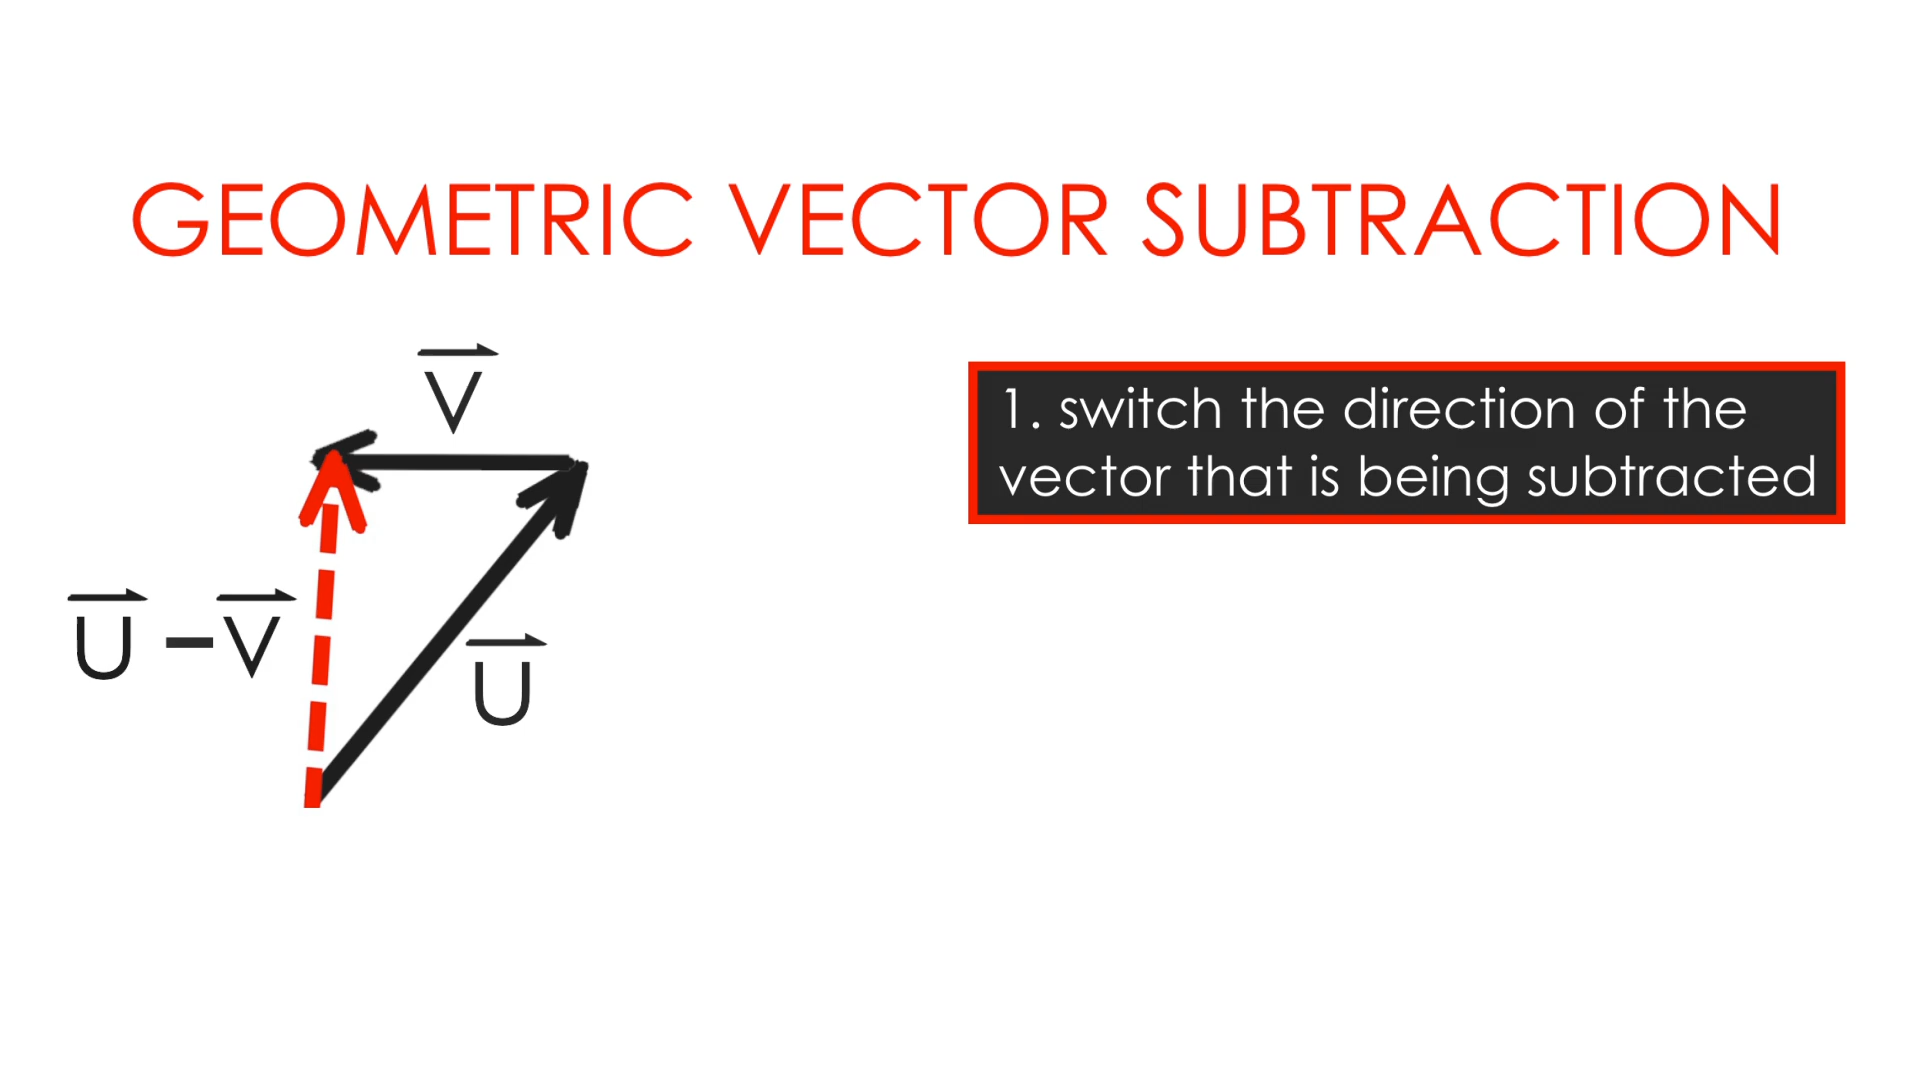 GEOMETRIC VECTOR SUBTRACTION
V
1. switch the direction of the
vector that is being subtracted
U - V
U